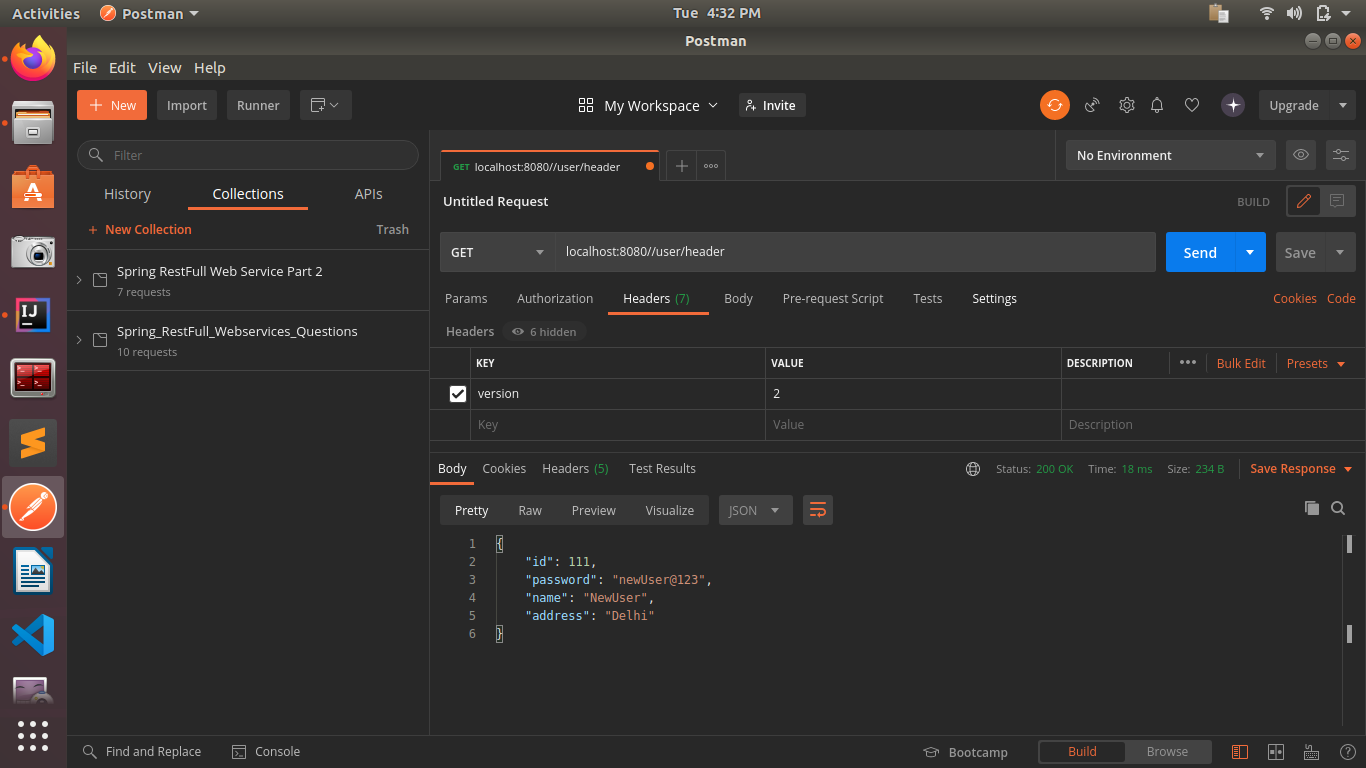 Activities Postman Tue 4:32 PM
Postman
File Edit View Help
+ New Import Runner My Workspace Invite Upgrade
Filter
History Collections APIs
+ New Collection Trash
Spring RestFull Web Service Part 2
7 requests
Spring_RestFull_Webservices_Questions
10 requests
GET localhost:8080//user/header
No Environment
Untitled Request BUILD
GET localhost:8080//user/header Send Save
Params Authorization Headers (7) Body Pre-request Script Tests Settings Cookies Code
Headers 6 hidden
KEY VALUE DESCRIPTION ••• Bulk Edit Presets
version 2
Key Value Description
Body Cookies Headers (5) Test Results Status: 200 OK Time: 18 ms Size: 234 B Save Response
Pretty Raw Preview Visualize JSON
1 {
2 "id": 111,
3 "password": "newUser@123",
4 "name": "NewUser",
5 "address": "Delhi"
6 }
Find and Replace Console Bootcamp Build Browse
IJ